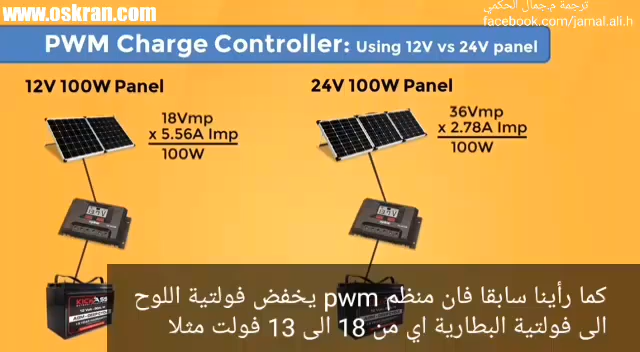 www.oskran.com
ترجمة م.جمال الحكمي
facebook.com/jamal.ali.h
PWM Charge Controller: Using 12V vs 24V panel
12V 100W Panel
24V 100W Panel
18Vmp
x 5.56A Imp
100W
36Vmp
x 2.78A Imp
100W
KICKASS
كما رأينا سابقا فان منظم pwm يخفض فولتية اللوح
الى فولتية البطارية اي من 18 الى 13 فولت مثلا